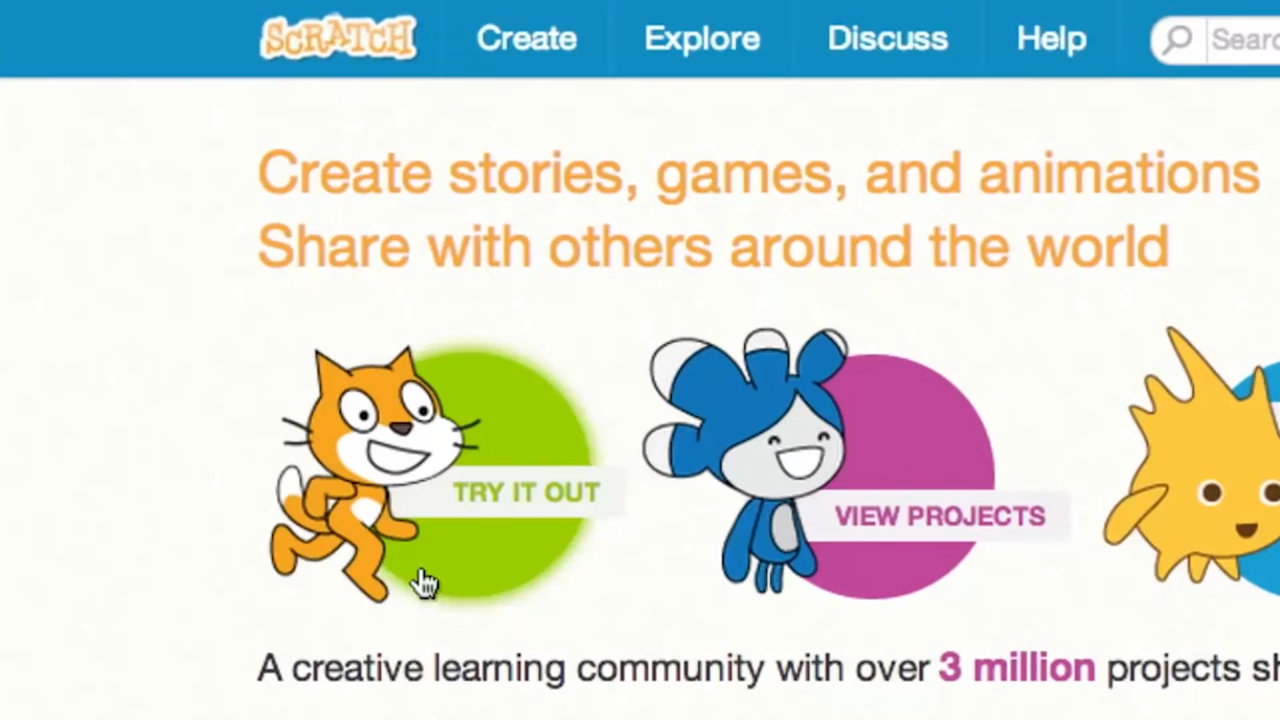 SCRATCH
Create
Explore
Discuss
Help
Create stories, games, and animations
Share with others around the world
TRY IT OUT
VIEW PROJECTS
A creative learning community with over 3 million projects